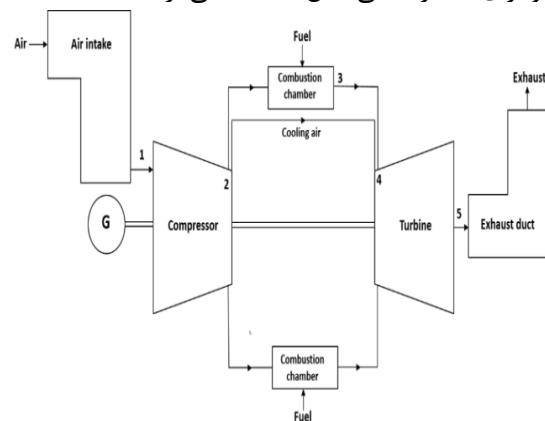 Air
Air intake
Fuel
Combustion
chamber
3
Exhaust
Cooling air
1
2
4
G
Compressor
Turbine
5
Exhaust duct
Combustion
chamber
Fuel